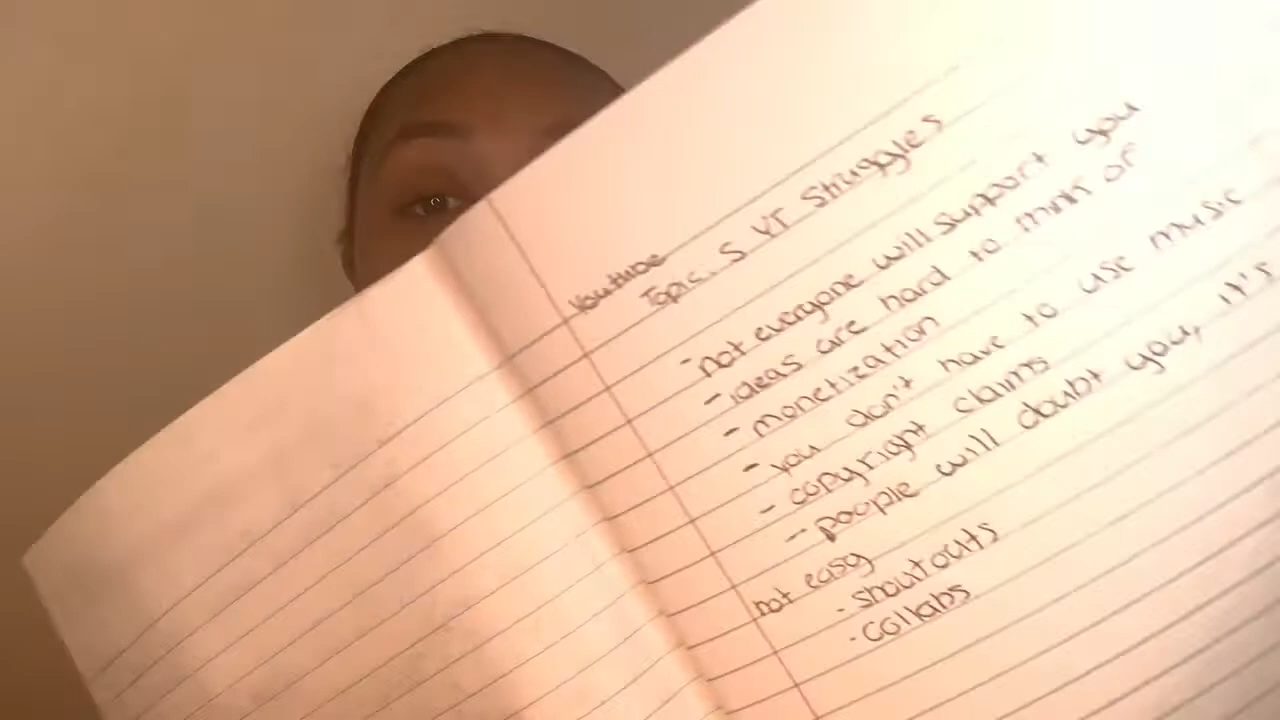 Youtube
Topic: 5 YT Struggles
- not everyone will support you
- ideas are hard to think of
- monetization
- you don't have to use music
- copyright claims
- people will doubt you, it's
not easy
- shoutouts
- collabs